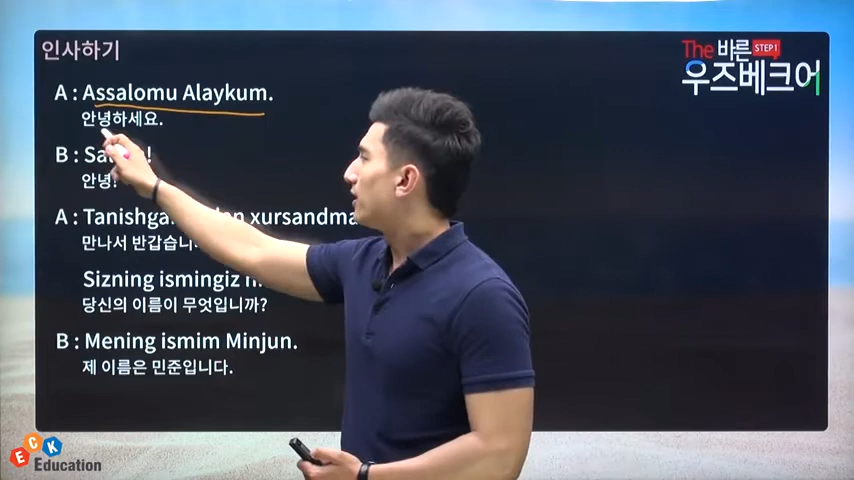 인사하기
The 바른 STEP1
우즈베크어
A : Assalomu Alaykum.
안녕하세요.
B :
안녕!
A : xursandma
만나서 반갑습니
Sizning ismingiz
당신의 이름이 무엇입니까?
B : Mening ismim Minjun.
제 이름은 민준입니다.
ECK
Education